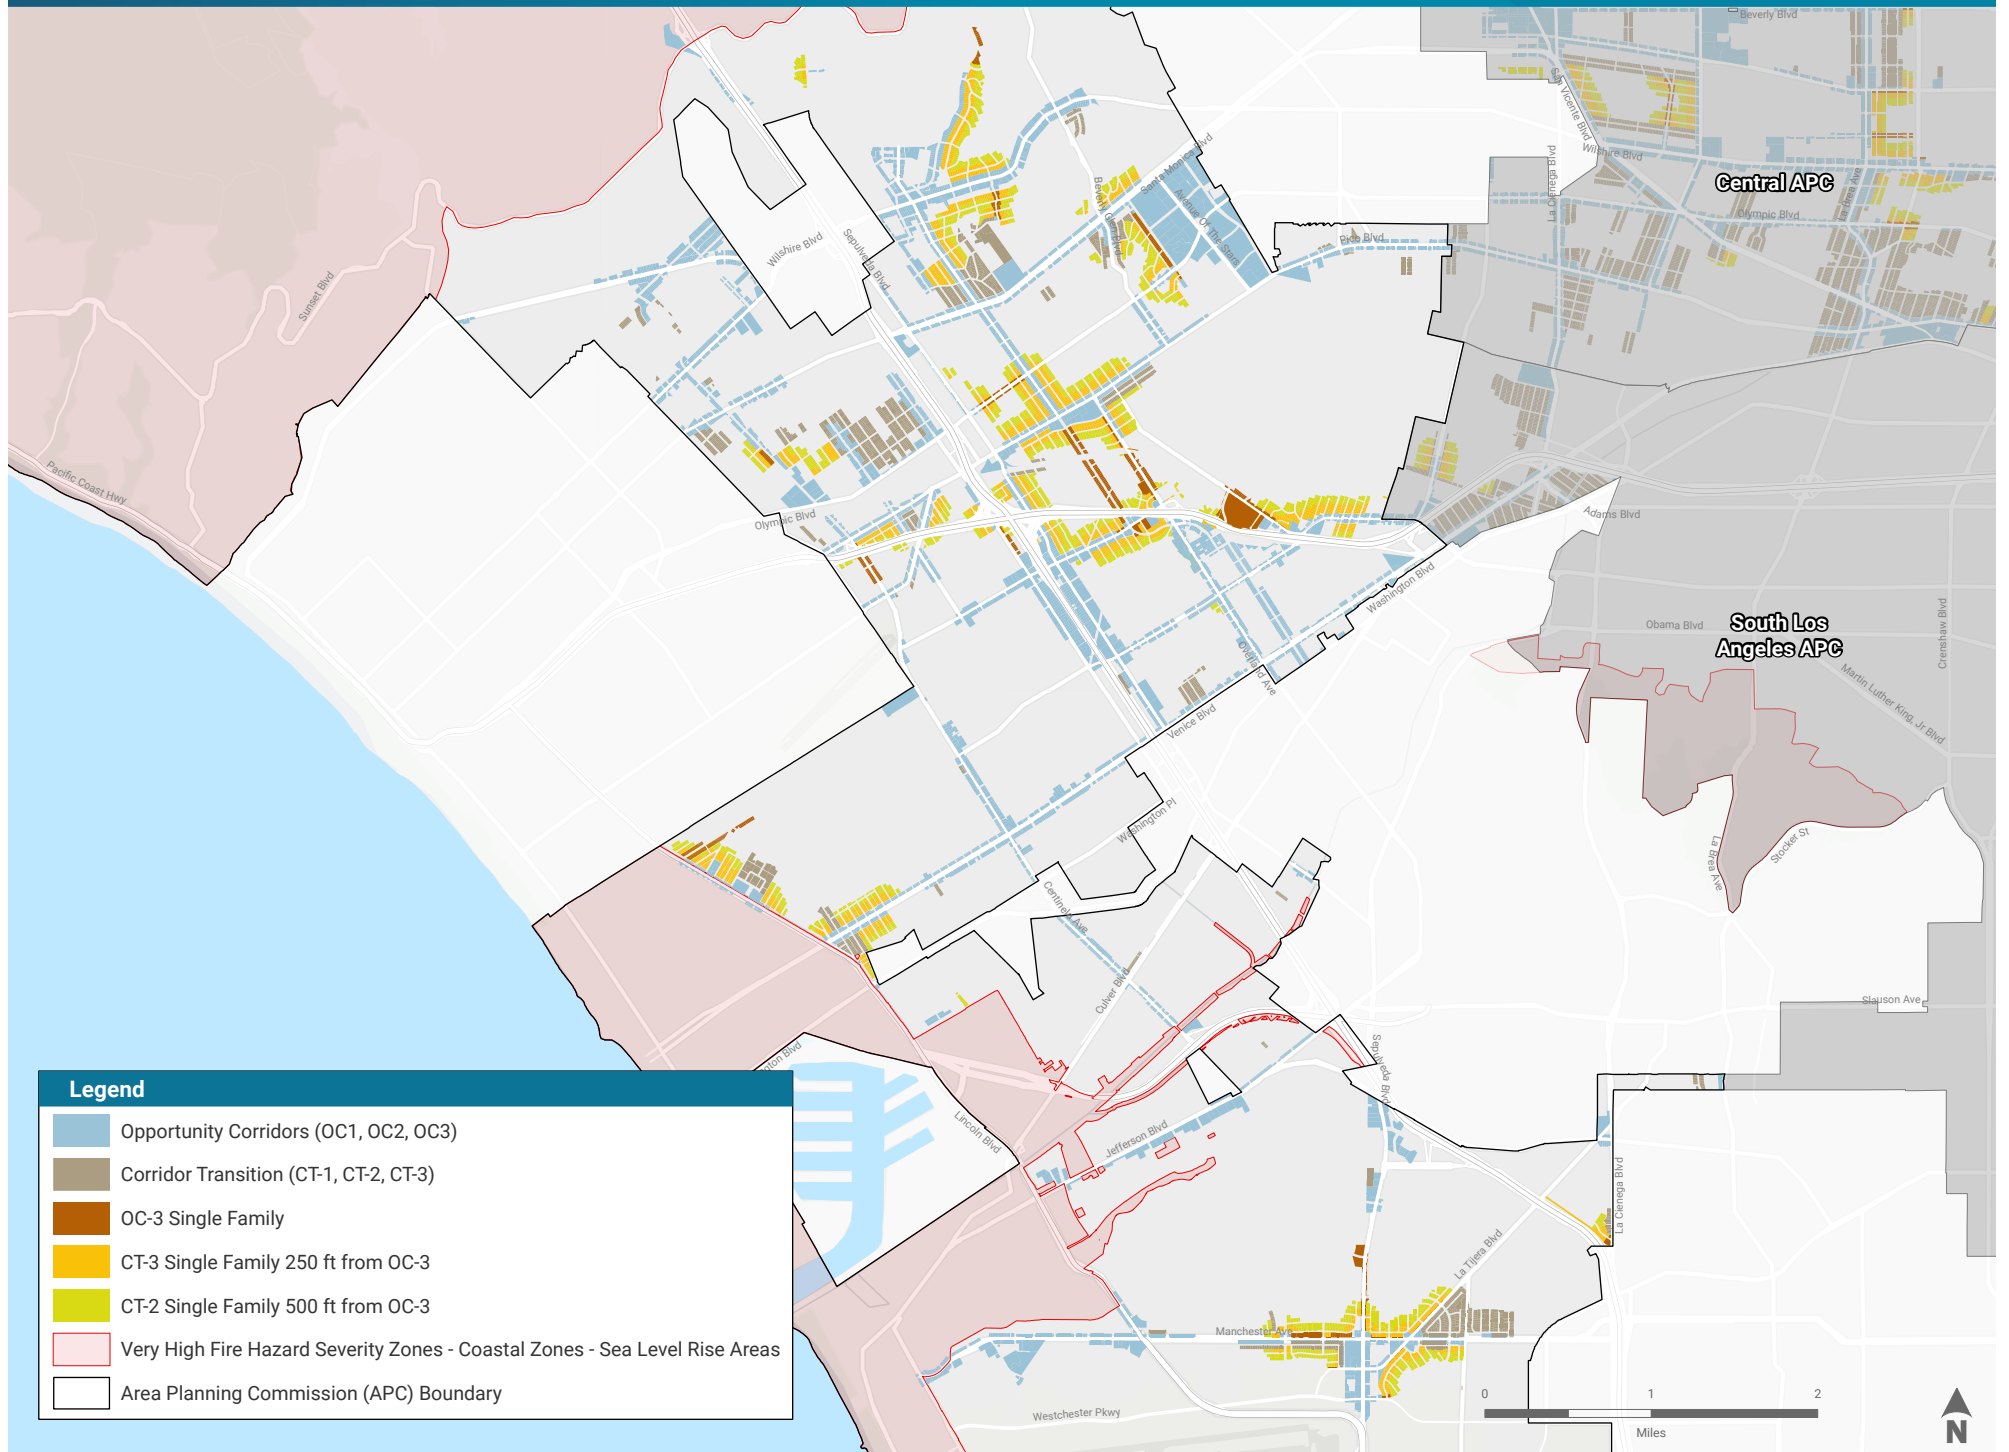 Beverly Blvd
San Vicente Blvd
Wilshire Blvd
La Cienega Blvd
Central APC
La Brea Ave
Olympic Blvd
Santa Monica Blvd
Beverly Glen Blvd
Avenue Of The Stars
Pico Blvd
Wilshire Blvd
Sepulveda Blvd
Sunset Blvd
Pacific Coast Hwy
Olympic Blvd
Adams Blvd
Washington Blvd
Obama Blvd
South Los
Angeles APC
Crenshaw Blvd
Martin Luther King, Jr Blvd
Overland Ave
Venice Blvd
Washington Pl
La Brea Ave
Stocker St
Centinela Ave
Culver Blvd
Slauson Ave
Sepulveda Blvd
Lincoln Blvd
Jefferson Blvd
La Cienega Blvd
La Tijera Blvd
Manchester Ave
Westchester Pkwy
Legend
Opportunity Corridors (OC1, OC2, OC3)
Corridor Transition (CT-1, CT-2, CT-3)
OC-3 Single Family
CT-3 Single Family 250 ft from OC-3
CT-2 Single Family 500 ft from OC-3
Very High Fire Hazard Severity Zones - Coastal Zones - Sea Level Rise Areas
Area Planning Commission (APC) Boundary
0 1 2
Miles
N